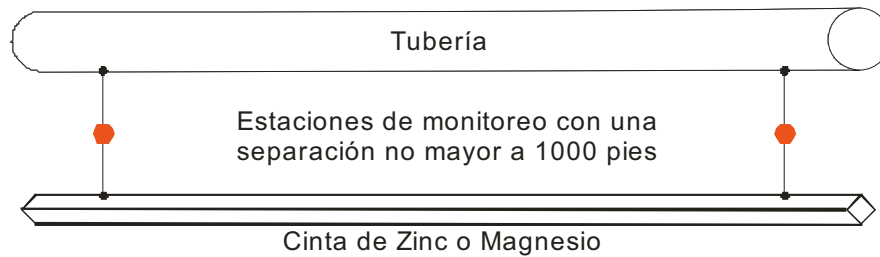 Tubería
Estaciones de monitoreo con una
separación no mayor a 1000 pies
Cinta de Zinc o Magnesio